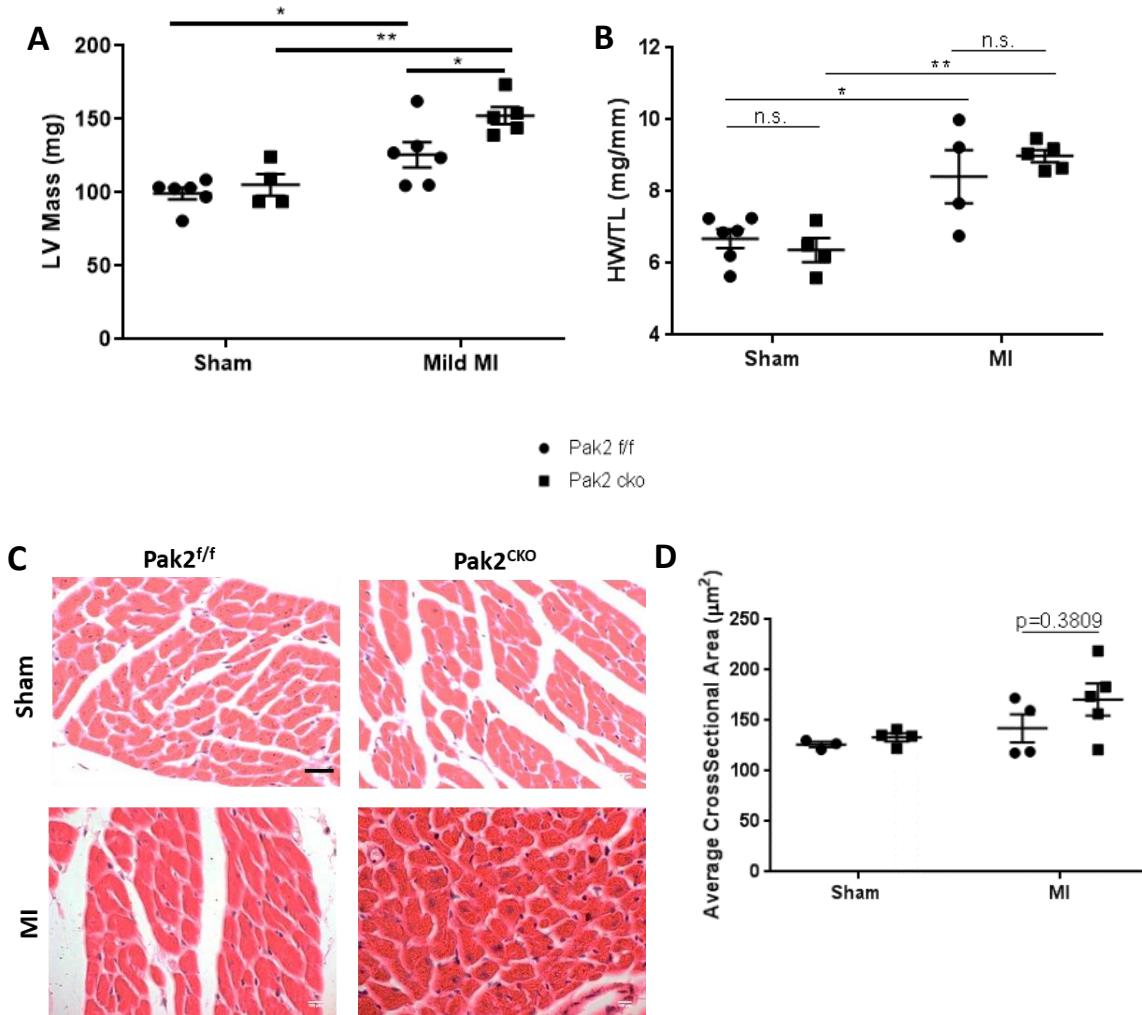 A
*
**
*
200
150
100
50
0
LV Mass (mg)
Sham
Mild MI
B
n.s.
**
*
n.s.
12
10
8
6
4
HW/TL (mg/mm)
Sham
MI
Pak2 f/f
Pak2 cko
C
Pak2f/f
Pak2CKO
Sham
MI
D
p=0.3809
250
200
150
100
50
0
Average CrossSectional Area (µm²)
Sham
MI